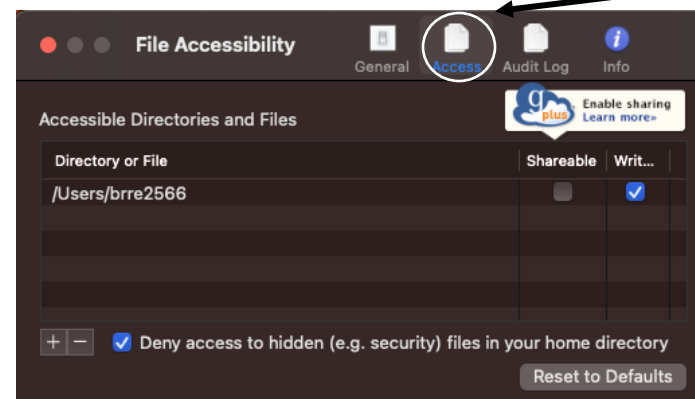 File Accessibility
General Access Audit Log Info
Accessible Directories and Files
g plus Enable sharing
Learn more»
Directory or File Shareable Writ...
/Users/brre2566
+ − Deny access to hidden (e.g. security) files in your home directory
Reset to Defaults